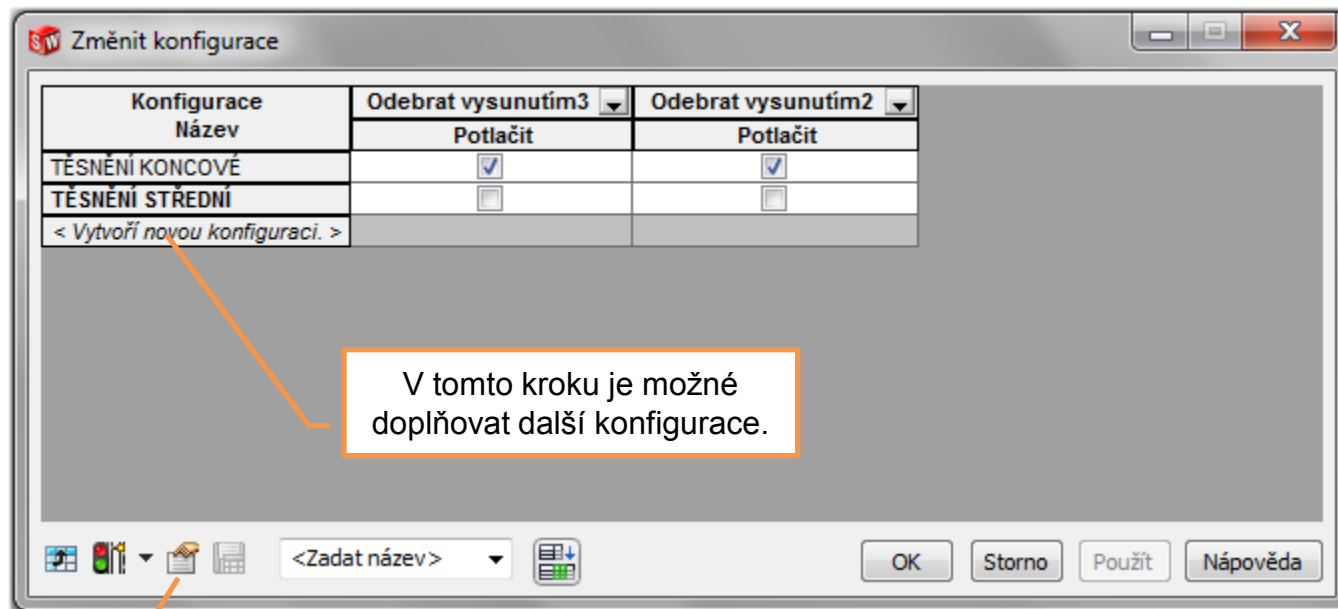 SW Změnit konfigurace
Konfigurace Odebrat vysunutím3 Odebrat vysunutím2
Název Potlačit Potlačit
TĚSNĚNÍ KONCOVÉ
TĚSNĚNÍ STŘEDNÍ
< Vytvoří novou konfiguraci. >
V tomto kroku je možné
doplňovat další konfigurace.
<Zadat název> OK Storno Použít Nápověda